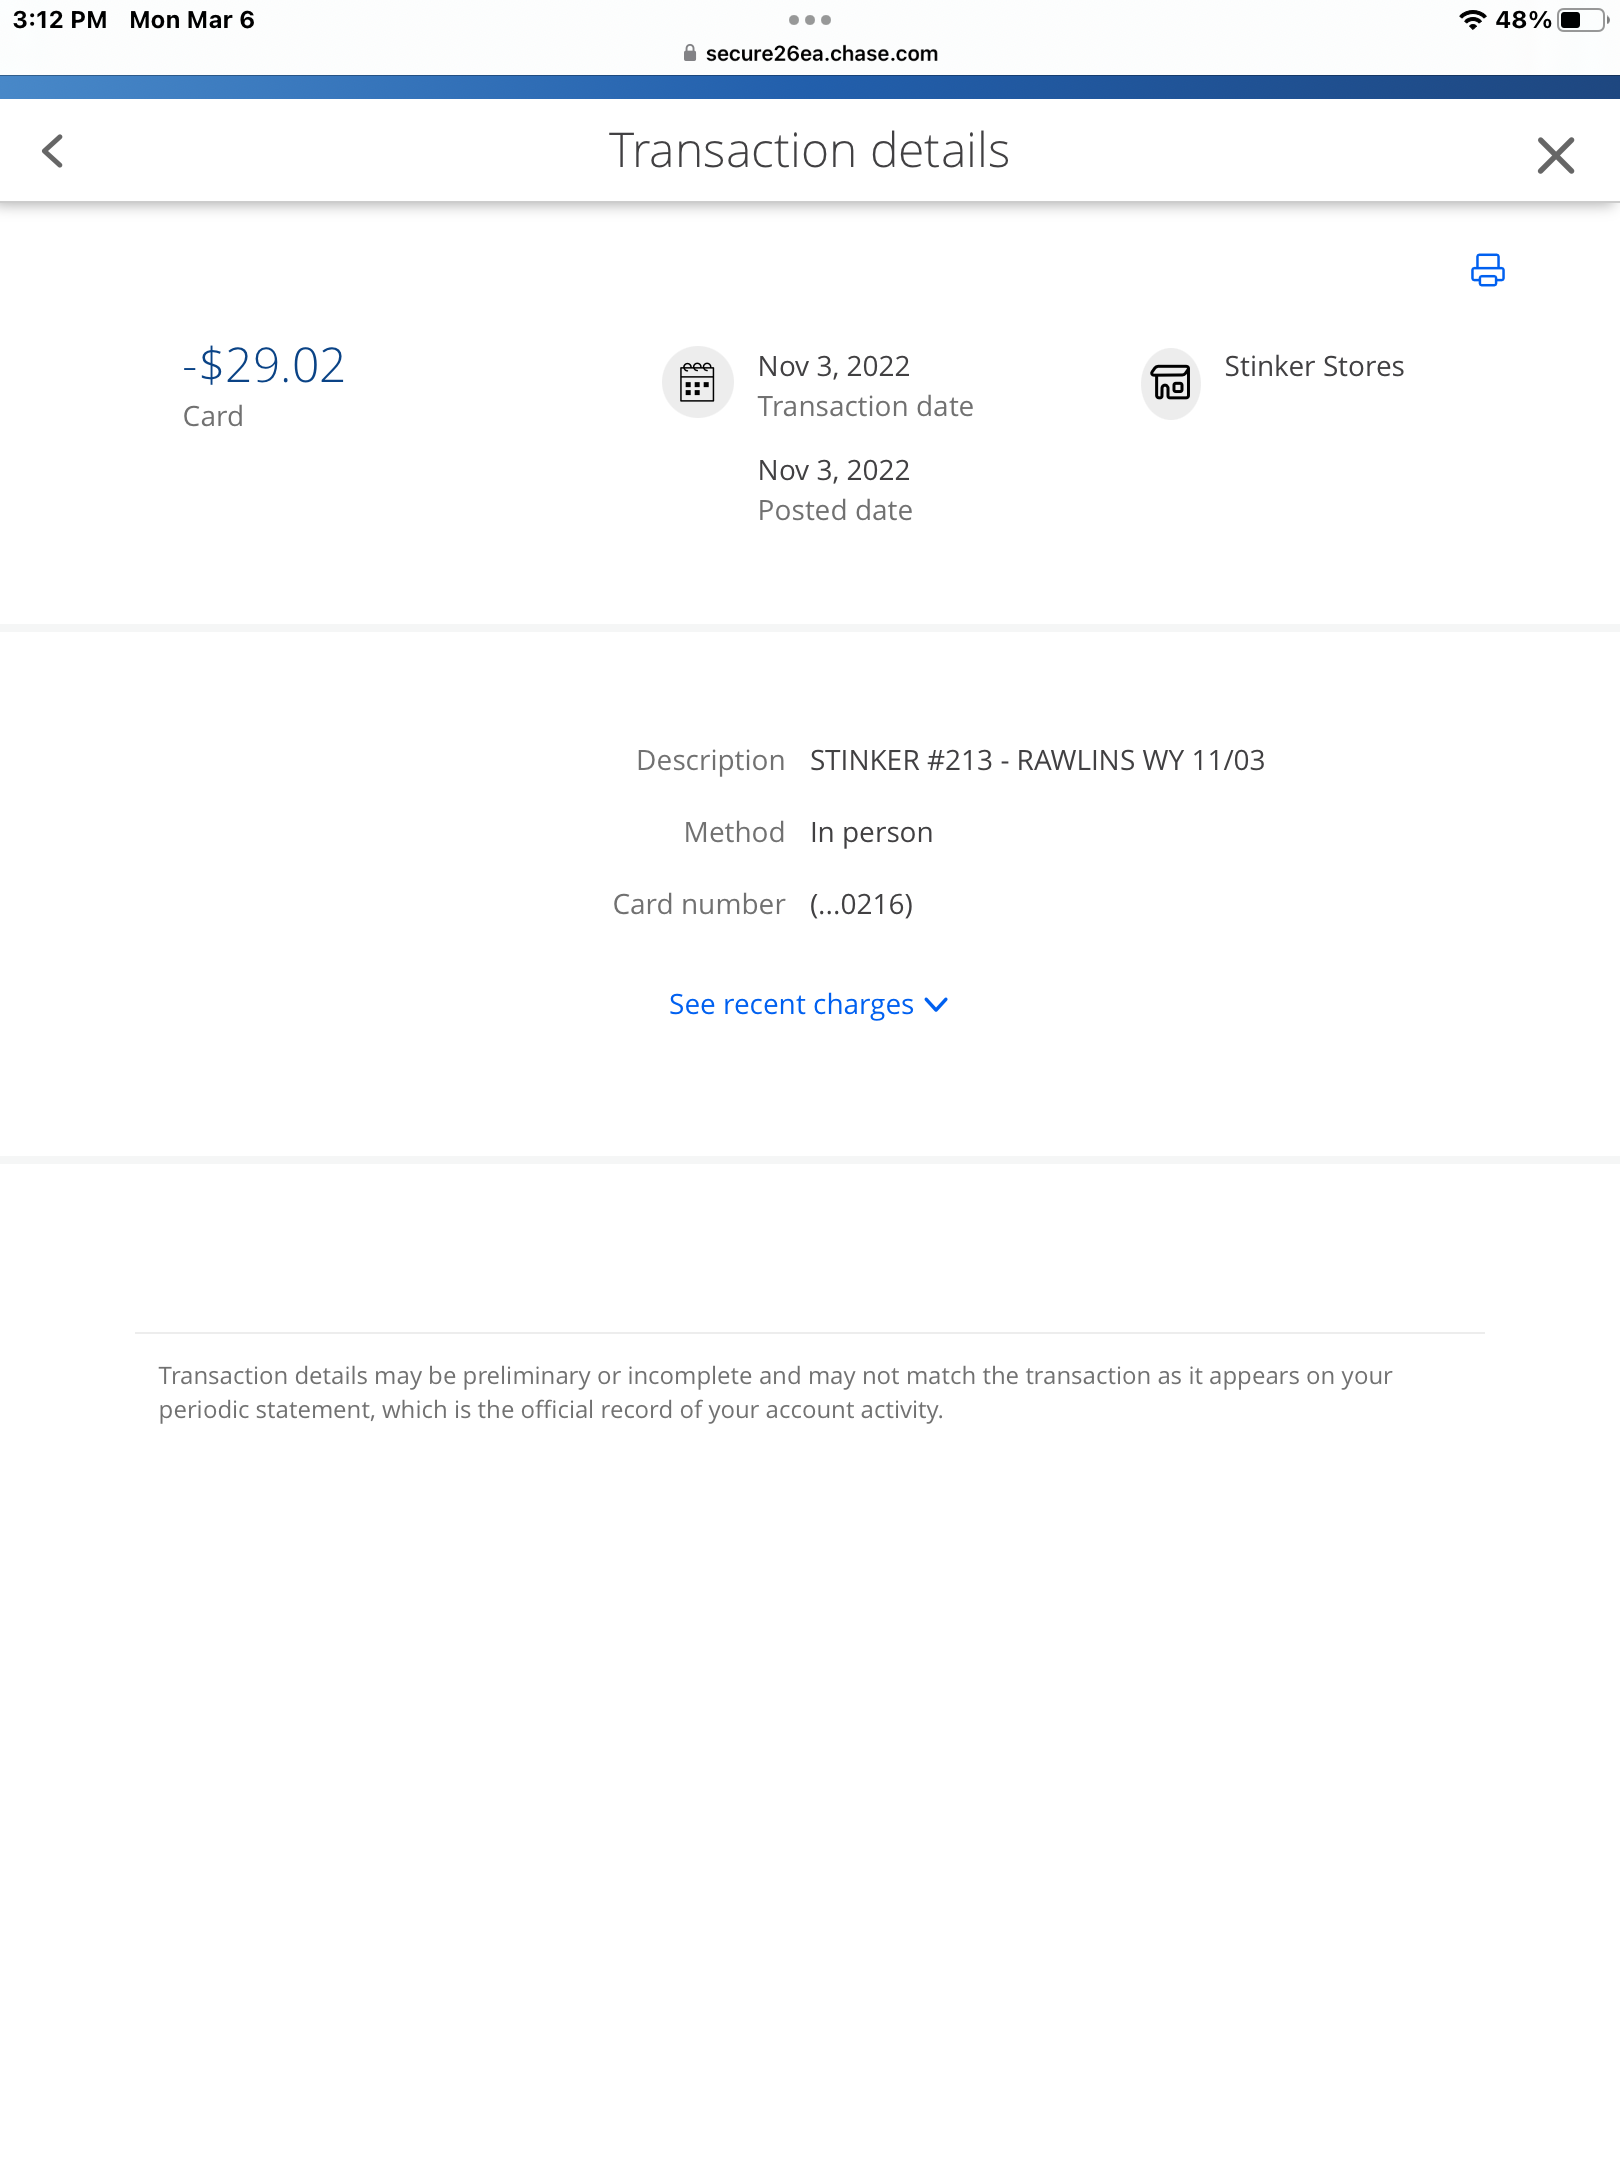 3:12 PM Mon Mar 6
48%
secure26ea.chase.com
Transaction details
-$29.02
Card
Nov 3, 2022
Transaction date
Nov 3, 2022
Posted date
Stinker Stores
Description STINKER #213 - RAWLINS WY 11/03
Method In person
Card number (...0216)
See recent charges
Transaction details may be preliminary or incomplete and may not match the transaction as it appears on your
periodic statement, which is the official record of your account activity.